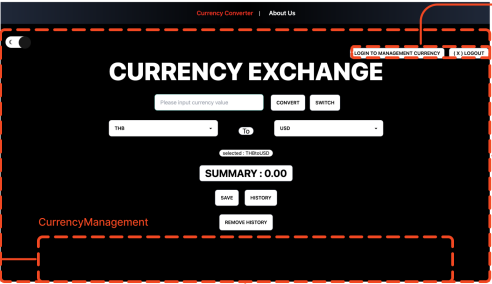 Currency Converter | About Us
LOGIN TO MANAGEMENT CURRENCY ( X ) LOGOUT
CURRENCY EXCHANGE
Please input currency value CONVERT SWITCH
THB To USD
selected : THBtoUSD
SUMMARY : 0.00
SAVE HISTORY
CurrencyManagement REMOVE HISTORY